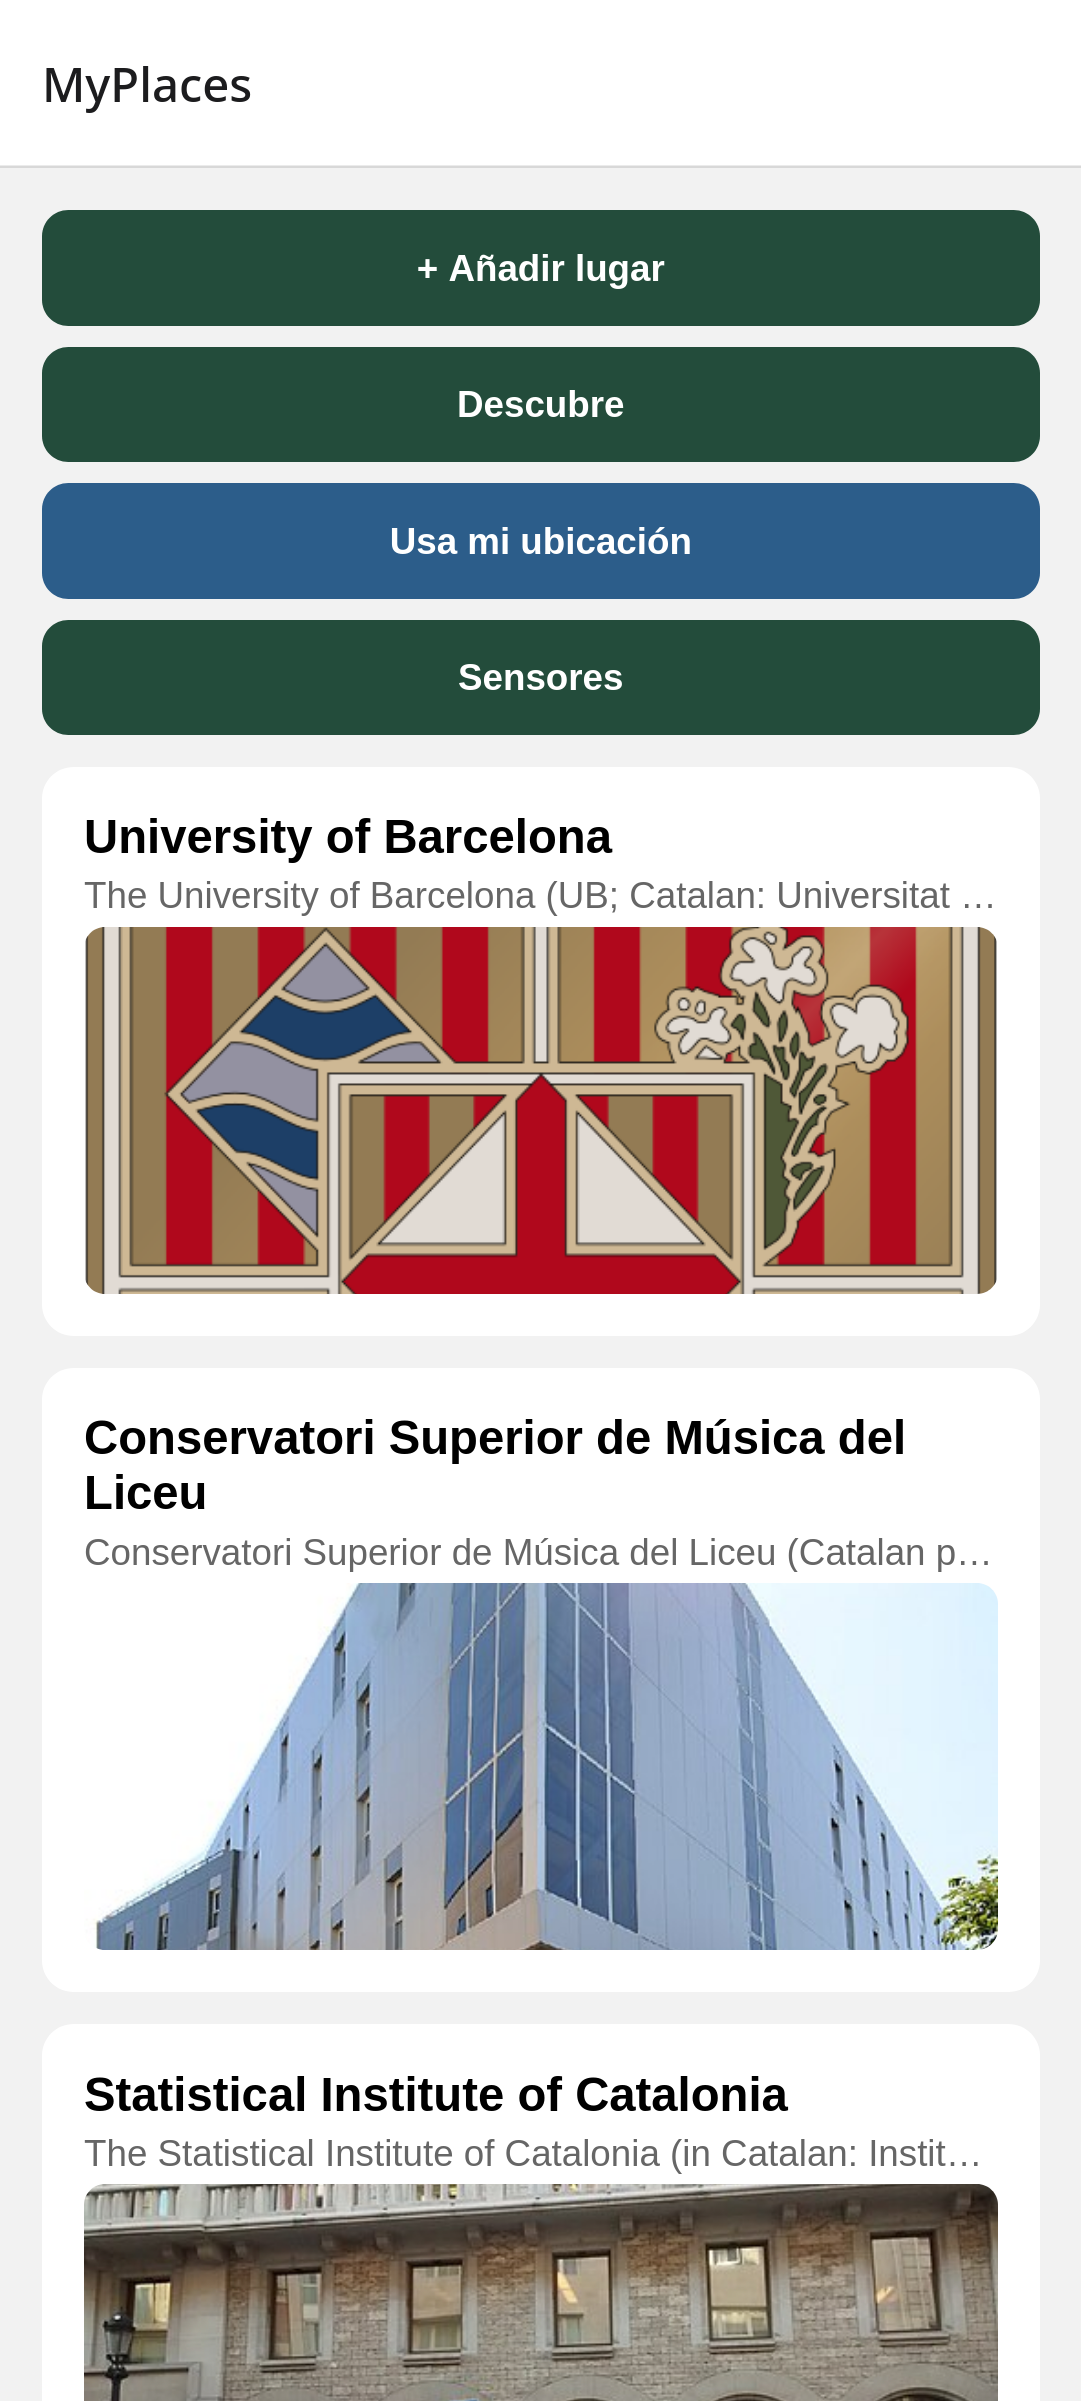 MyPlaces
+ Añadir lugar
Descubre
Usa mi ubicación
Sensores
University of Barcelona
The University of Barcelona (UB; Catalan: Universitat …
Conservatori Superior de Música del
Liceu
Conservatori Superior de Música del Liceu (Catalan p…
Statistical Institute of Catalonia
The Statistical Institute of Catalonia (in Catalan: Instit…